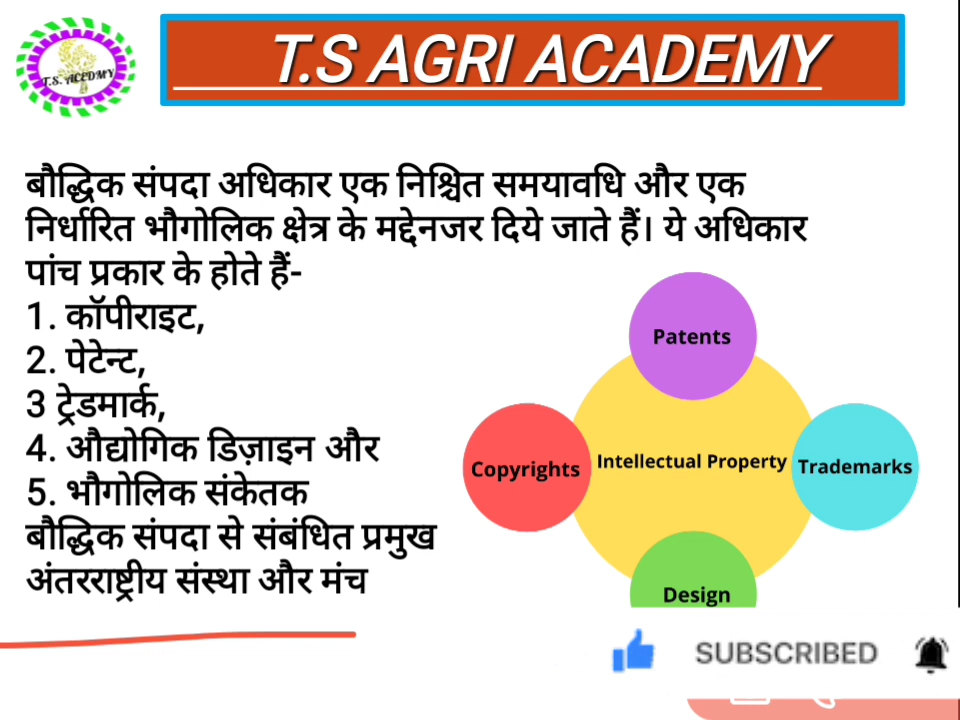 T.S. ACEDMY
T.S AGRI ACADEMY
बौद्धिक संपदा अधिकार एक निश्चित समयावधि और एक
निर्धारित भौगोलिक क्षेत्र के मद्देनजर दिये जाते हैं। ये अधिकार
पांच प्रकार के होते हैं-
1. कॉपीराइट,
2. पेटेन्ट,
3 ट्रेडमार्क,
4. औद्योगिक डिज़ाइन और
5. भौगोलिक संकेतक
बौद्धिक संपदा से संबंधित प्रमुख
अंतरराष्ट्रीय संस्था और मंच
Patents
Copyrights
Intellectual Property
Trademarks
Design
SUBSCRIBED